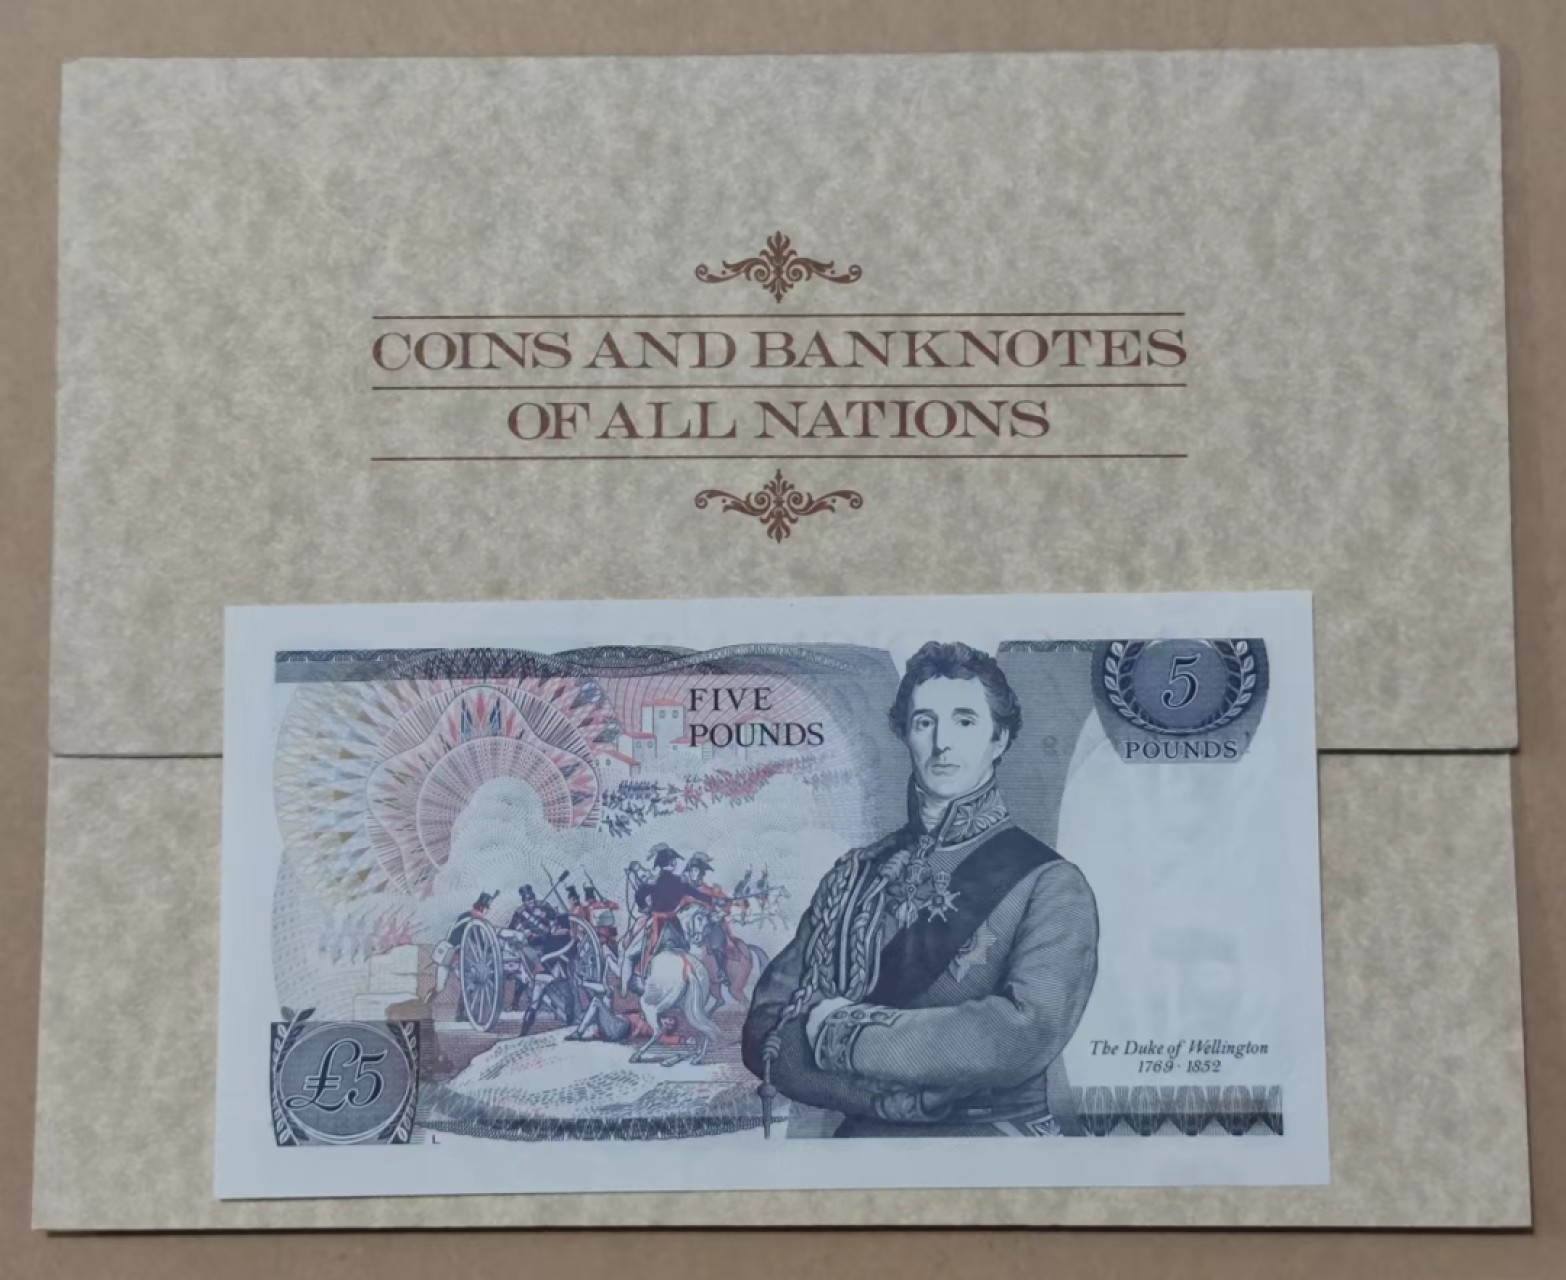 COINS AND BANKNOTES
OF ALL NATIONS
FIVE
POUNDS
5
POUNDS
£5
The Duke of Wellington
1769 · 1852
L